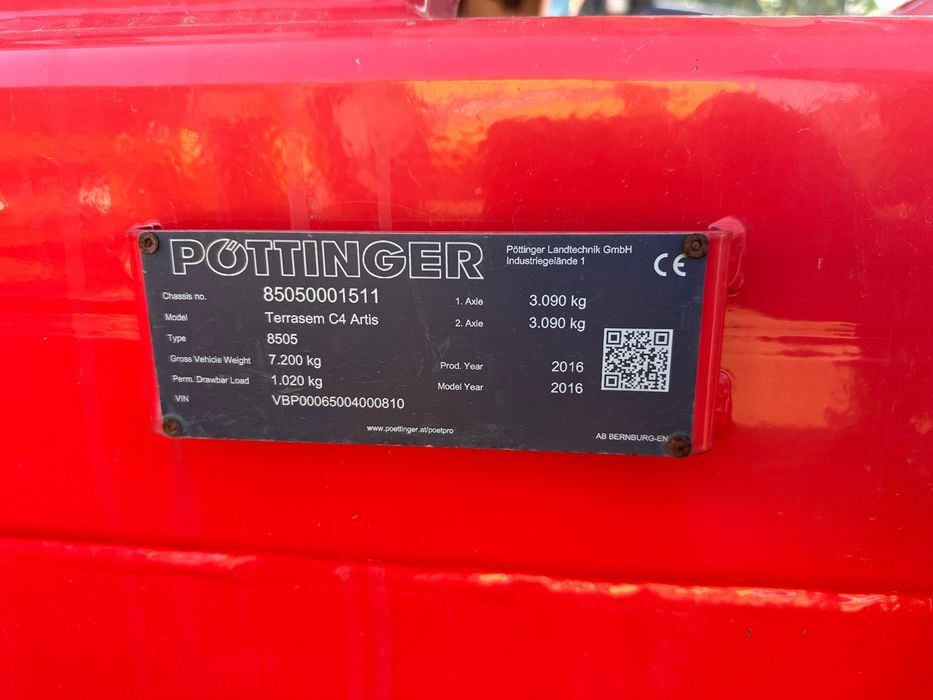 PÖTTINGER
Pöttinger Landtechnik GmbH
Industriegelände 1
CE
Chassis no. 85050001511
Model Terrasem C4 Artis
Type 8505
Gross Vehicle Weight 7.200 kg
Perm. Drawbar Load 1.020 kg
VIN VBP00065004000810
1. Axle 3.090 kg
2. Axle 3.090 kg
Prod. Year 2016
Model Year 2016
www.poettinger.at/poetpro
AB BERNBURG-EN